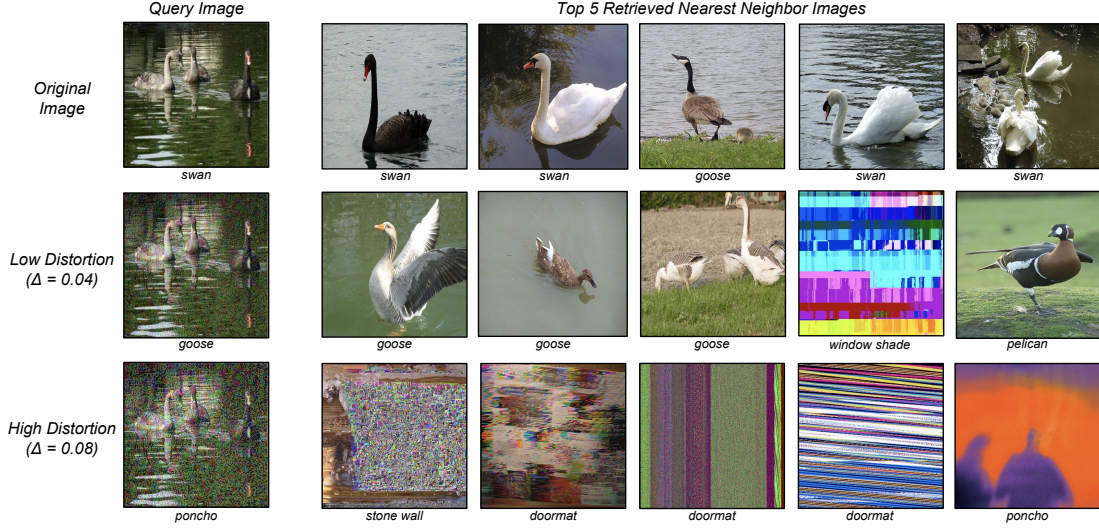 Query Image
Top 5 Retrieved Nearest Neighbor Images
Original
Image
swan
swan
swan
goose
swan
swan
Low Distortion
(Δ = 0.04)
goose
goose
goose
goose
window shade
pelican
High Distortion
(Δ = 0.08)
poncho
stone wall
doormat
doormat
doormat
poncho